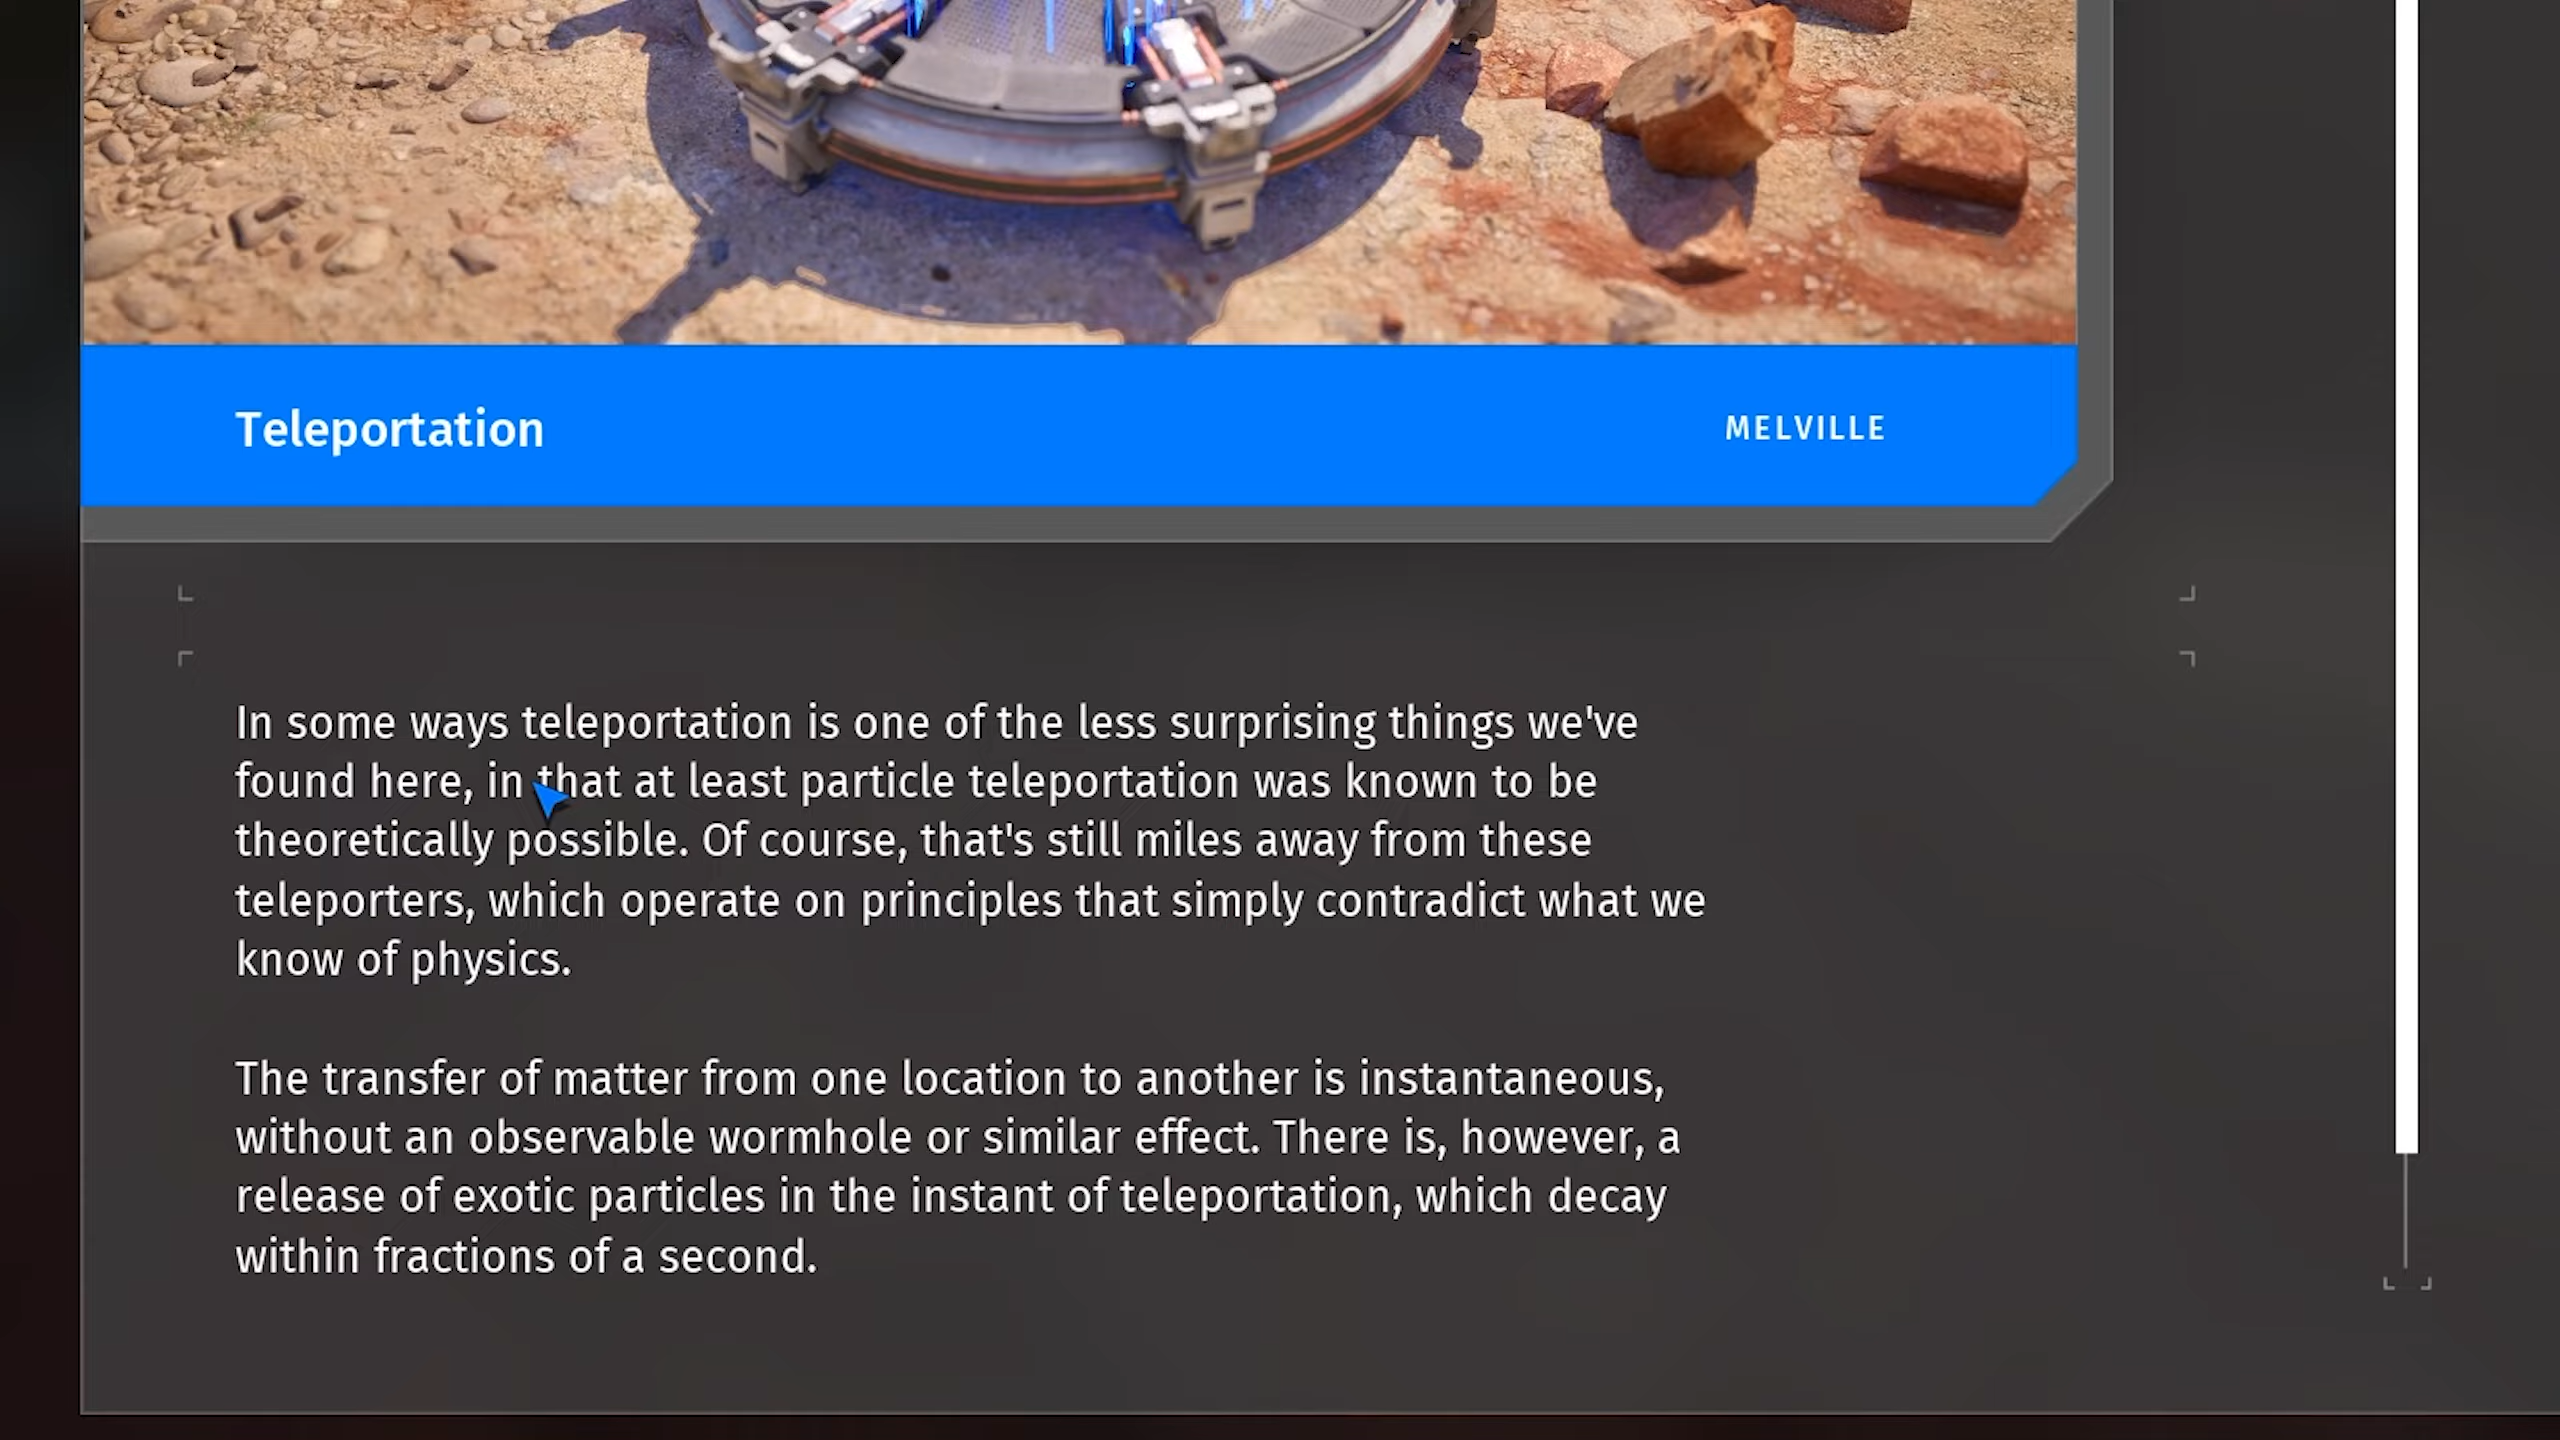 Teleportation
MELVILLE
In some ways teleportation is one of the less surprising things we've
found here, in that at least particle teleportation was known to be
theoretically possible. Of course, that's still miles away from these
teleporters, which operate on principles that simply contradict what we
know of physics.
The transfer of matter from one location to another is instantaneous,
without an observable wormhole or similar effect. There is, however, a
release of exotic particles in the instant of teleportation, which decay
within fractions of a second.